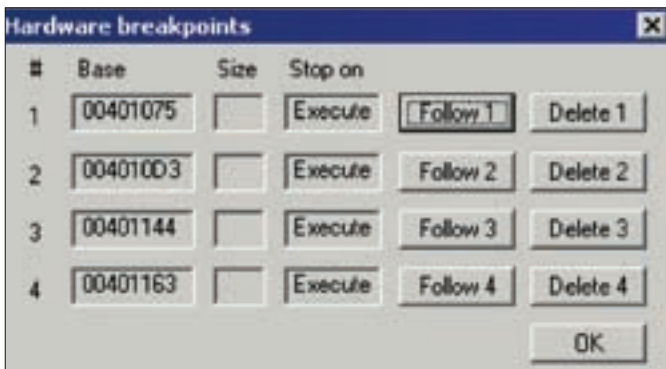 Hardware breakpoints
# Base Size Stop on
1 00401075 Execute Follow 1 Delete 1
2 004010D3 Execute Follow 2 Delete 2
3 00401144 Execute Follow 3 Delete 3
4 00401163 Execute Follow 4 Delete 4
OK